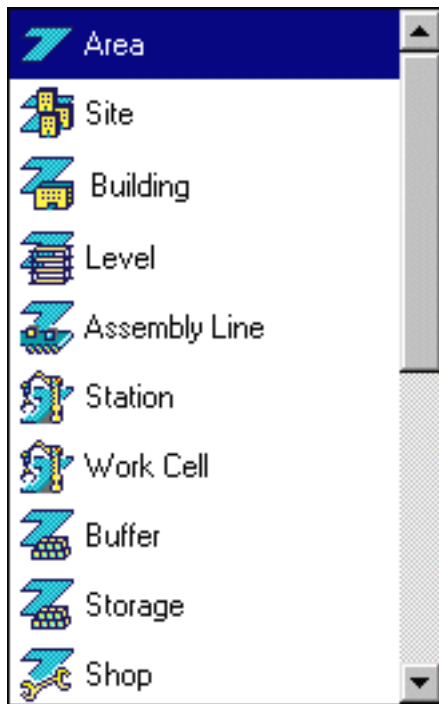 Area
Site
Building
Level
Assembly Line
Station
Work Cell
Buffer
Storage
Shop